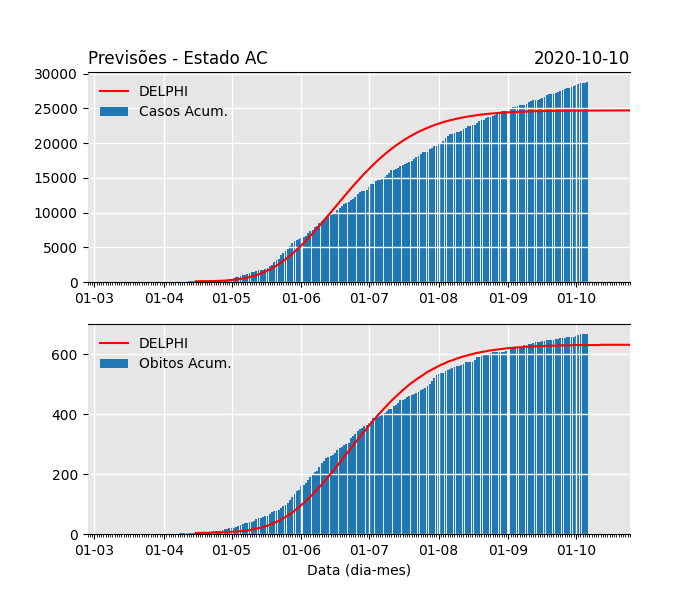 Previsões - Estado AC 2020-10-10
30000
25000
20000
15000
10000
5000
0
DELPHI
Casos Acum.
01-03 01-04 01-05 01-06 01-07 01-08 01-09 01-10
600
400
200
0
DELPHI
Obitos Acum.
01-03 01-04 01-05 01-06 01-07 01-08 01-09 01-10
Data (dia-mes)